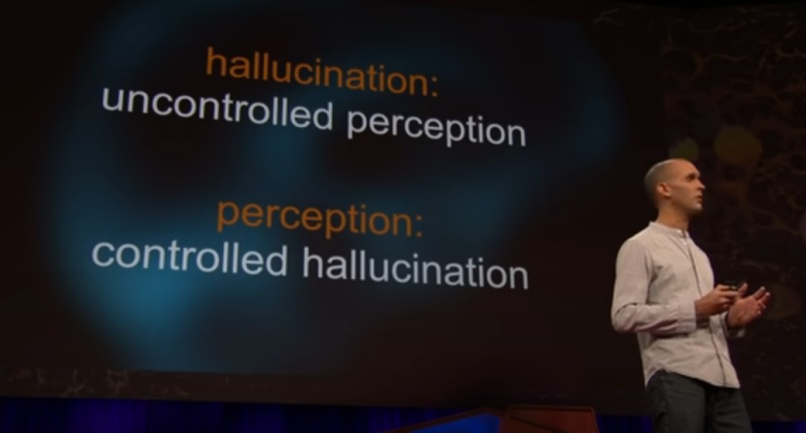 hallucination:
uncontrolled perception
perception:
controlled hallucination